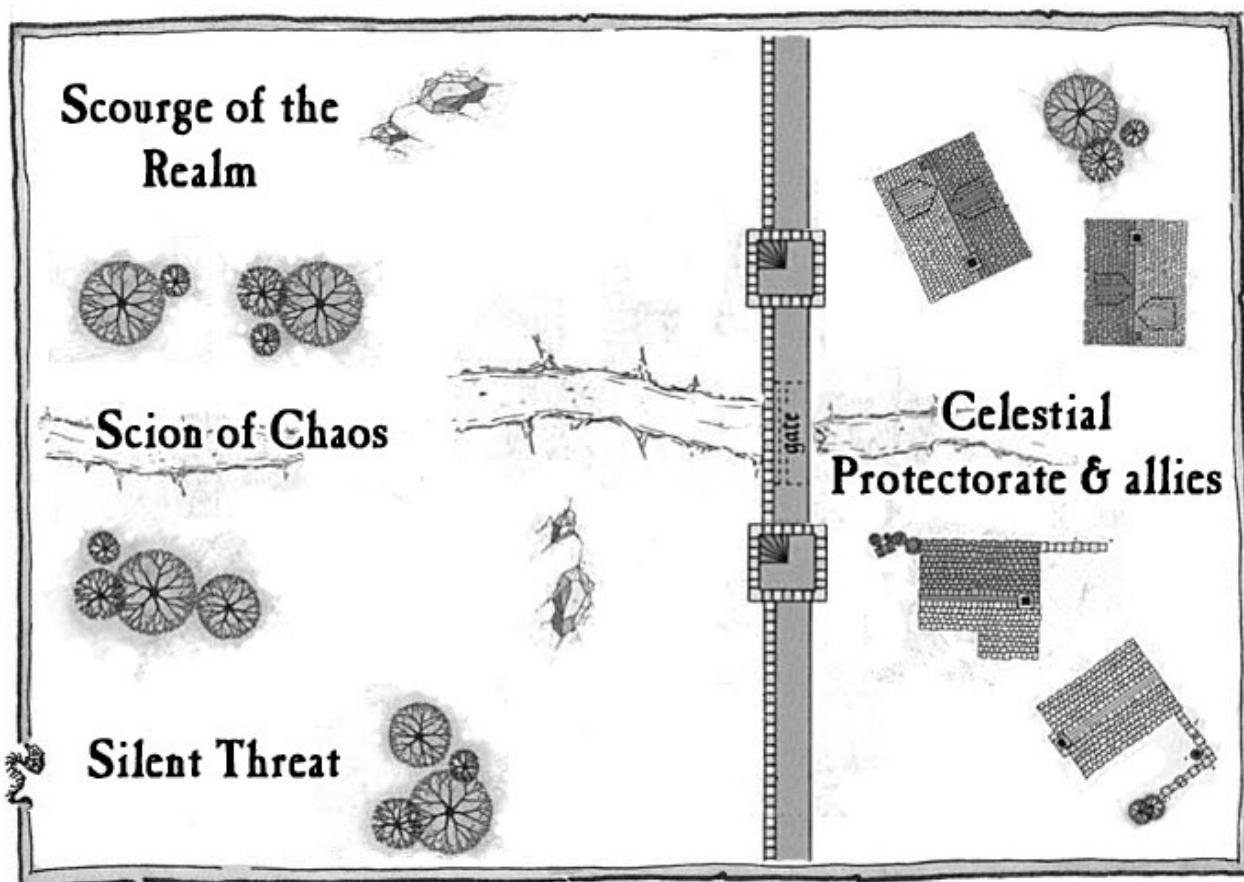 Scourge of the
Realm
Scion of Chaos
gate
Celestial
Protectorate & allies
Silent Threat